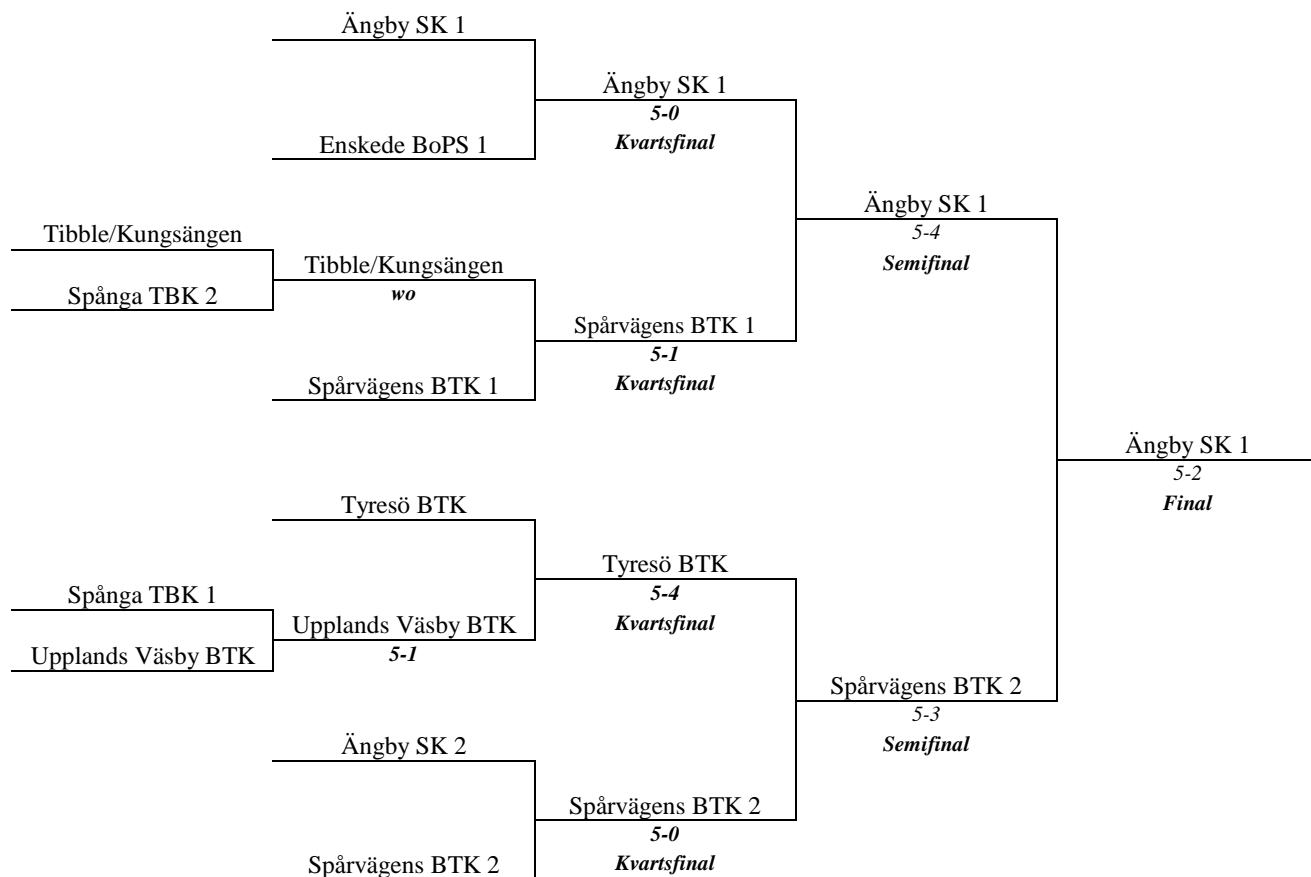 Ängby SK 1
Ängby SK 1
5-0
Enskede BoPS 1
Kvartsfinal
Ängby SK 1
5-4
Semifinal
Tibble/Kungsängen
Tibble/Kungsängen
wo
Spånga TBK 2
Spårvägens BTK 1
5-1
Kvartsfinal
Spårvägens BTK 1
Ängby SK 1
5-2
Final
Tyresö BTK
Tyresö BTK
5-4
Kvartsfinal
Spånga TBK 1
Upplands Väsby BTK
5-1
Upplands Väsby BTK
Spårvägens BTK 2
5-3
Semifinal
Ängby SK 2
Spårvägens BTK 2
5-0
Kvartsfinal
Spårvägens BTK 2